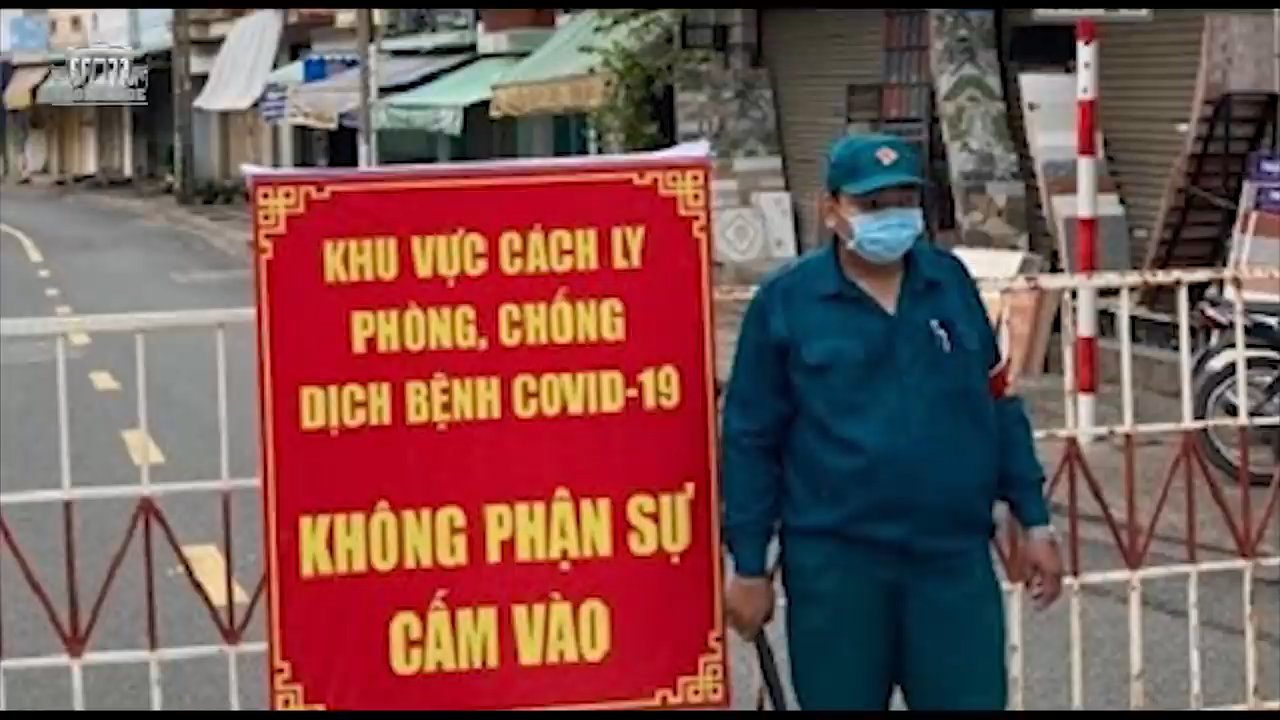 KHU VỰC CÁCH LY
PHÒNG, CHỐNG
DỊCH BỆNH COVID-19
KHÔNG PHẬN SỰ
CẤM VÀO